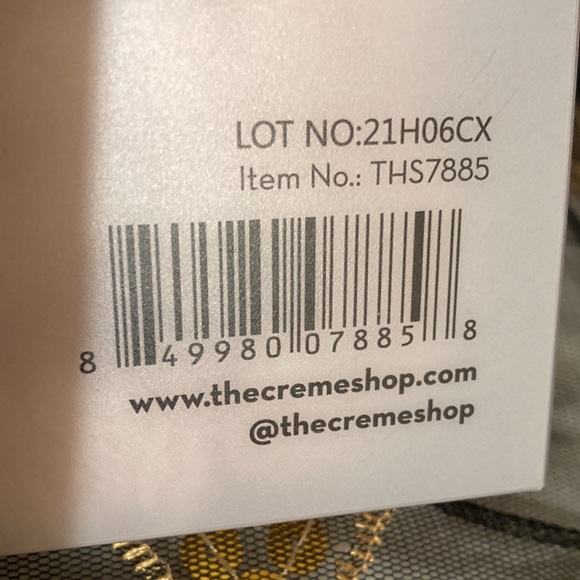 LOT NO:21H06CX
Item No.: THS7885
8 49980 07885 8
www.thecremeshop.com
@thecremeshop